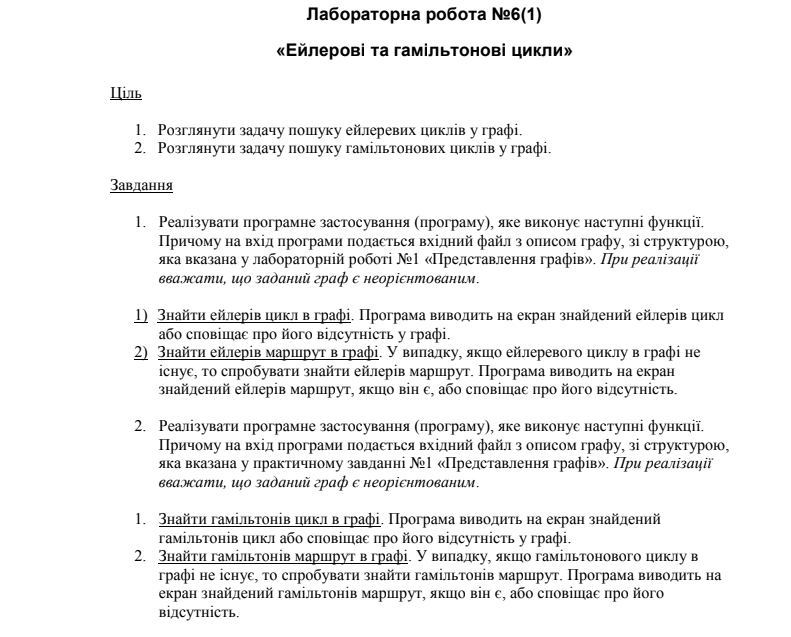 Лабораторна робота №6(1)
«Ейлерові та гамільтонові цикли»
Ціль
1. Розглянути задачу пошуку ейлеревих циклів у графі.
2. Розглянути задачу пошуку гамільтонових циклів у графі.
Завдання
1. Реалізувати програмне застосування (програму), яке виконує наступні функції.
Причому на вхід програми подається вхідний файл з описом графу, зі структурою,
яка вказана у лабораторній роботі №1 «Представлення графів». При реалізації
вважати, що заданий граф є неорієнтованим.
1) Знайти ейлерів цикл в графі. Програма виводить на екран знайдений ейлерів цикл
або сповіщає про його відсутність у графі.
2) Знайти ейлерів маршрут в графі. У випадку, якщо ейлеревого циклу в графі не
існує, то спробувати знайти ейлерів маршрут. Програма виводить на екран
знайдений ейлерів маршрут, якщо він є, або сповіщає про його відсутність.
2. Реалізувати програмне застосування (програму), яке виконує наступні функції.
Причому на вхід програми подається вхідний файл з описом графу, зі структурою,
яка вказана у практичному завданні №1 «Представлення графів». При реалізації
вважати, що заданий граф є неорієнтованим.
1. Знайти гамільтонів цикл в графі. Програма виводить на екран знайдений
гамільтонів цикл або сповіщає про його відсутність у графі.
2. Знайти гамільтонів маршрут в графі. У випадку, якщо гамільтонового циклу в
графі не існує, то спробувати знайти гамільтонів маршрут. Програма виводить на
екран знайдений гамільтонів маршрут, якщо він є, або сповіщає про його
відсутність.